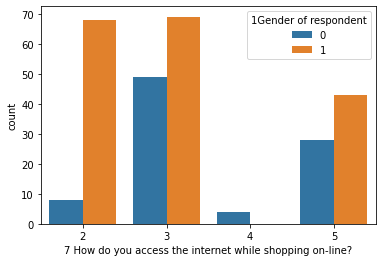 70
60
50
40
30
20
10
0
count
1Gender of respondent
0
1
2 3 4 5
7 How do you access the internet while shopping on-line?